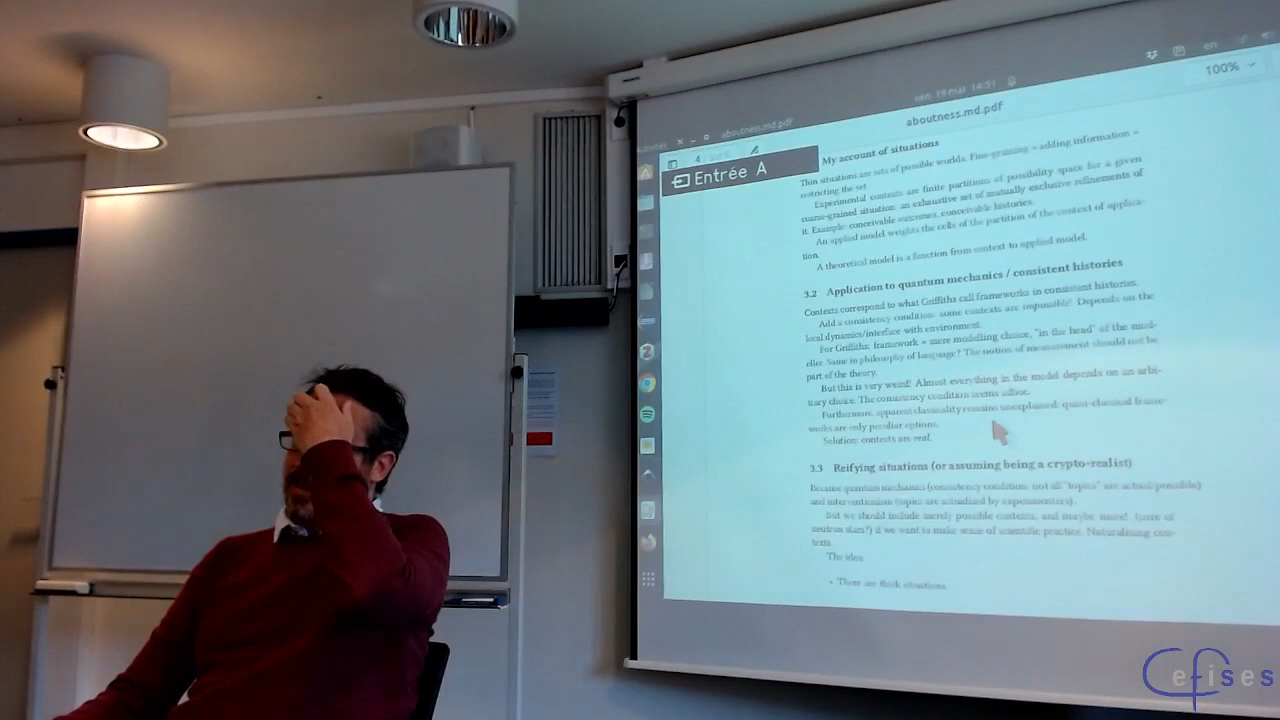 ven. 19 mai 14:51
en
100%
aboutness.md.pdf
aboutness.md.pdf
4
Entrée A
My account of situations
Thin situations are sets of possible worlds. Fine-graining = adding information =
restricting the set.
Experimental contexts are finite partitions of possibility space for a given
coarse-grained situation: an exhaustive set of mutually exclusive refinements of
it. Example: conceivable outcomes, conceivable histories.
An applied model weights the cells of the partition of the context of applica-
tion.
A theoretical model is a function from context to applied model.
3.2 Application to quantum mechanics / consistent histories
Contexts correspond to what Griffiths call frameworks in consistent histories.
Add a consistency condition: some contexts are impossible! Depends on the
local dynamics/interface with environment.
For Griffiths: framework = mere modelling choice, "in the head" of the mod-
eller. Same in philosophy of language? The notion of measurement should not be
part of the theory.
But this is very weird! Almost everything in the model depends on an arbi-
trary choice. The consistency condition seems adhoc.
Furthermore, apparent classicality remains unexplained: quasi-classical frame-
works are only peculiar options.
Solution: contexts are real.
3.3 Reifying situations (or assuming being a crypto-realist)
Because quantum mechanics (consistency condition, not all "topics" are actual/possible)
and interventionism (topics are actualised by experimenters).
But we should include merely possible contexts, and maybe more! (core of
neutron stars?) if we want to make sense of scientific practice. Naturalising con-
texts.
The idea:
• There are thick situations.
Cefises